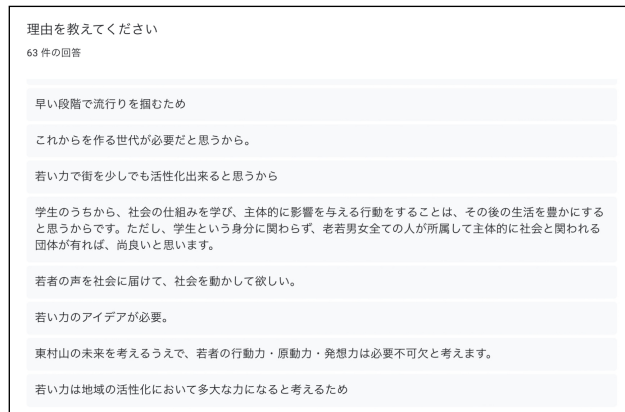 理由を教えてください
63 件の回答
早い段階で流行りを掴むため
これからを作る世代が必要だと思うから。
若い力で街を少しでも活性化出来ると思うから
学生のうちから、社会の仕組みを学び、主体的に影響を与える行動をすることは、その後の生活を豊かにする
と思うからです。ただし、学生という身分に関わらず、老若男女全ての人が所属して主体的に社会と関われる
団体が有れば、尚良いと思います。
若者の声を社会に届けて、社会を動かして欲しい。
若い力のアイデアが必要。
東村山の未来を考えるうえで、若者の行動力・原動力・発想力は必要不可欠と考えます。
若い力は地域の活性化において多大な力になると考えるため